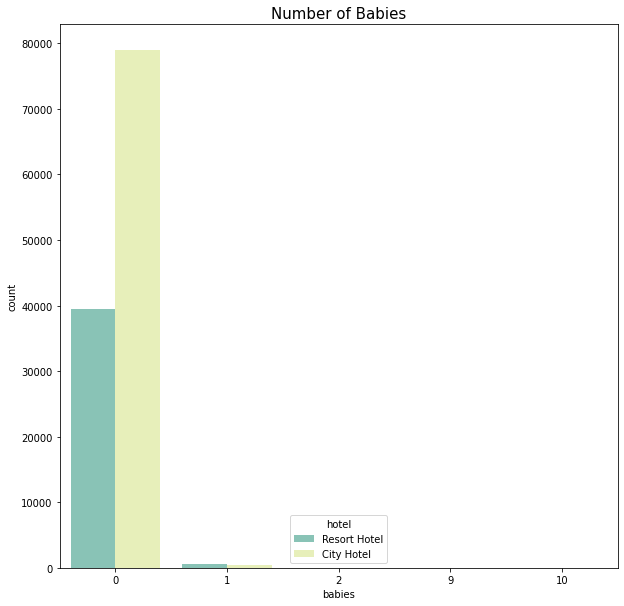 Number of Babies
80000
70000
60000
50000
40000
30000
20000
10000
0
count
hotel
Resort Hotel
City Hotel
0 1 2 9 10
babies